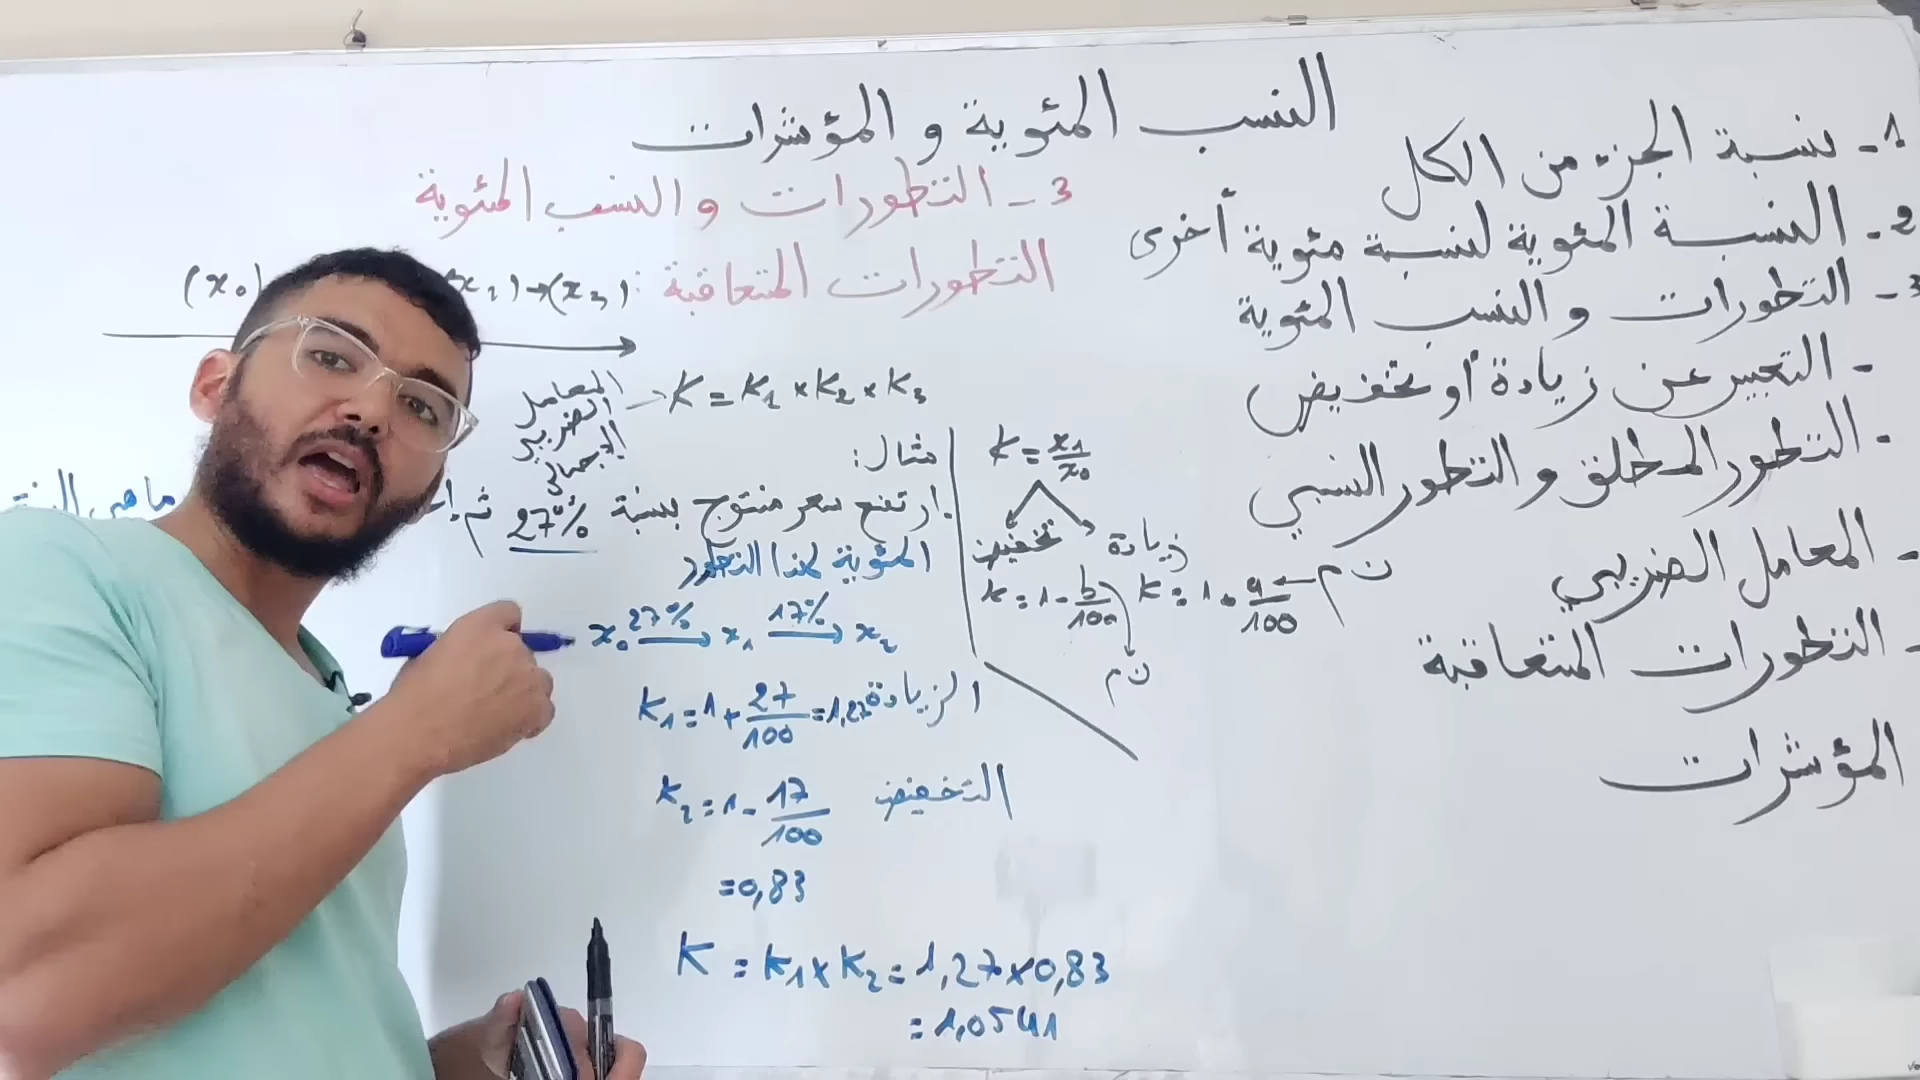 النسب المئوية و المؤشرات
3 - التطورات و النسب المئوية
التطورات المتعاقبة :
(x₀) x₂) → (x₃)
المعامل الضربي الإجمالي → K = K₁ × K₂ × K₃
مثال:
. ارتفع سعر منتوج بنسبة 27% ثم
ما هي
المئوية لهذا التطور
x₀ 27%→ x₁ 17%→ x₂
K₁ = 1 + 27/100 = 1,27 الزيادة
K₂ = 1 - 17/100 التخفيض
= 0,83
K = K₁ × K₂ = 1,27 × 0,83
= 1,0541
K = x₁/x₀
زيادة تخفيض
K = 1 + a/100 ← ن م
K = 1 - b/100
ن م
1 - نسبة الجزء من الكل
2 - النسبة المئوية لنسبة مئوية أخرى
3 - التطورات و النسب المئوية
- التعبير عن زيادة أو تخفيض
- التطور المطلق و التطور النسبي
- المعامل الضربي
- التطورات المتعاقبة
المؤشرات